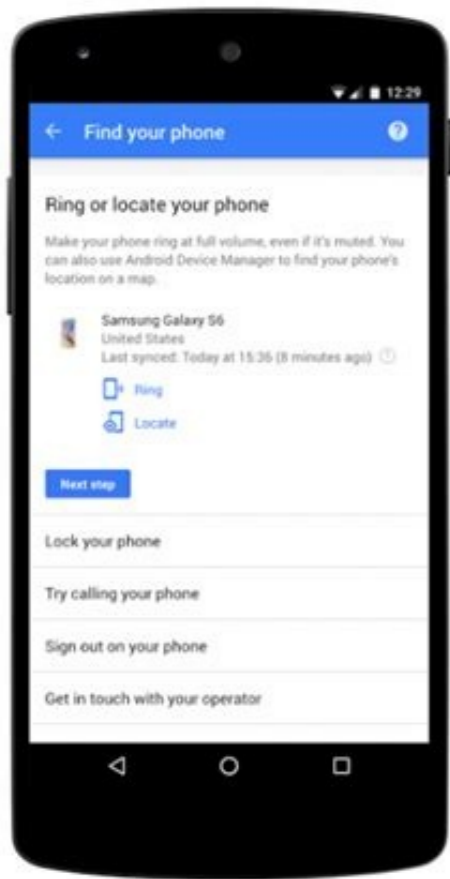 12:29
Find your phone
Ring or locate your phone
Make your phone ring at full volume, even if it's muted. You
can also use Android Device Manager to find your phone's
location on a map.
Samsung Galaxy S6
United States
Last synced: Today at 15:36 (8 minutes ago)
Ring
Locate
Next step
Lock your phone
Try calling your phone
Sign out on your phone
Get in touch with your operator